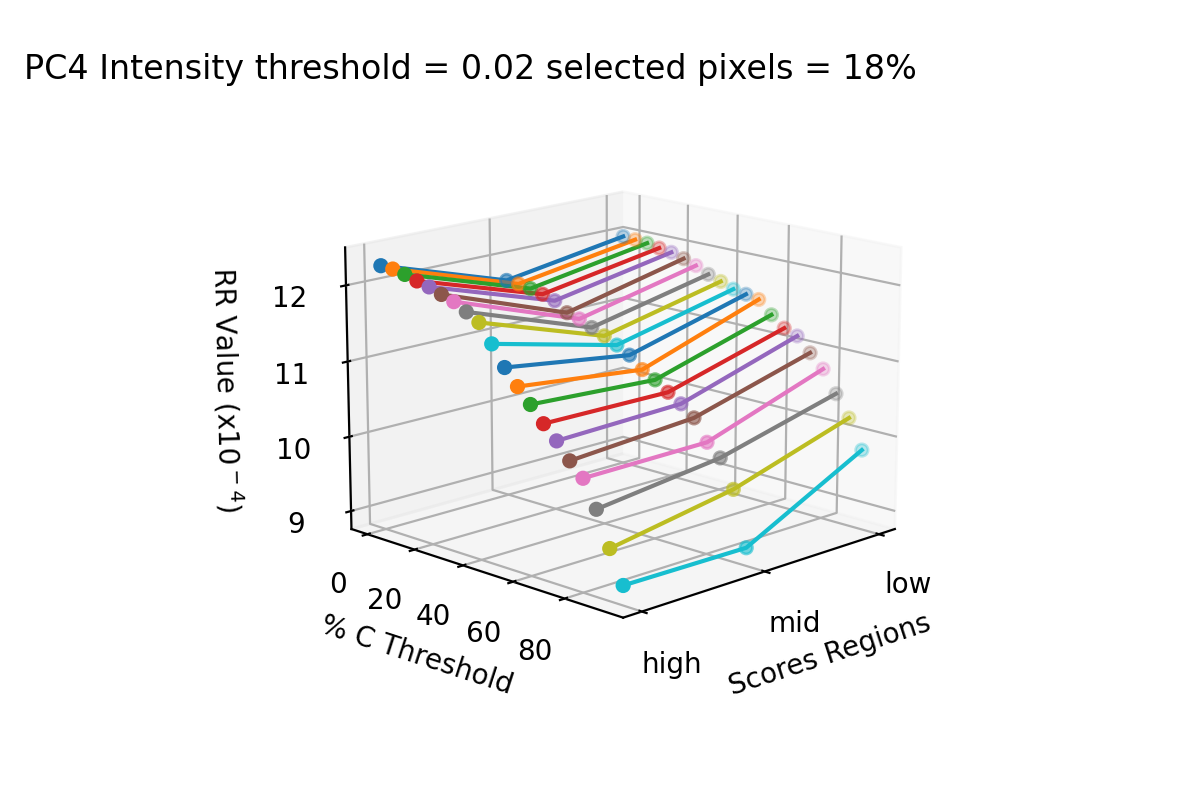 PC4 Intensity threshold = 0.02 selected pixels = 18%
RR Value (x10⁻⁴)
12
11
10
9
0
20
40
60
80
% C Threshold
high
mid
low
Scores Regions